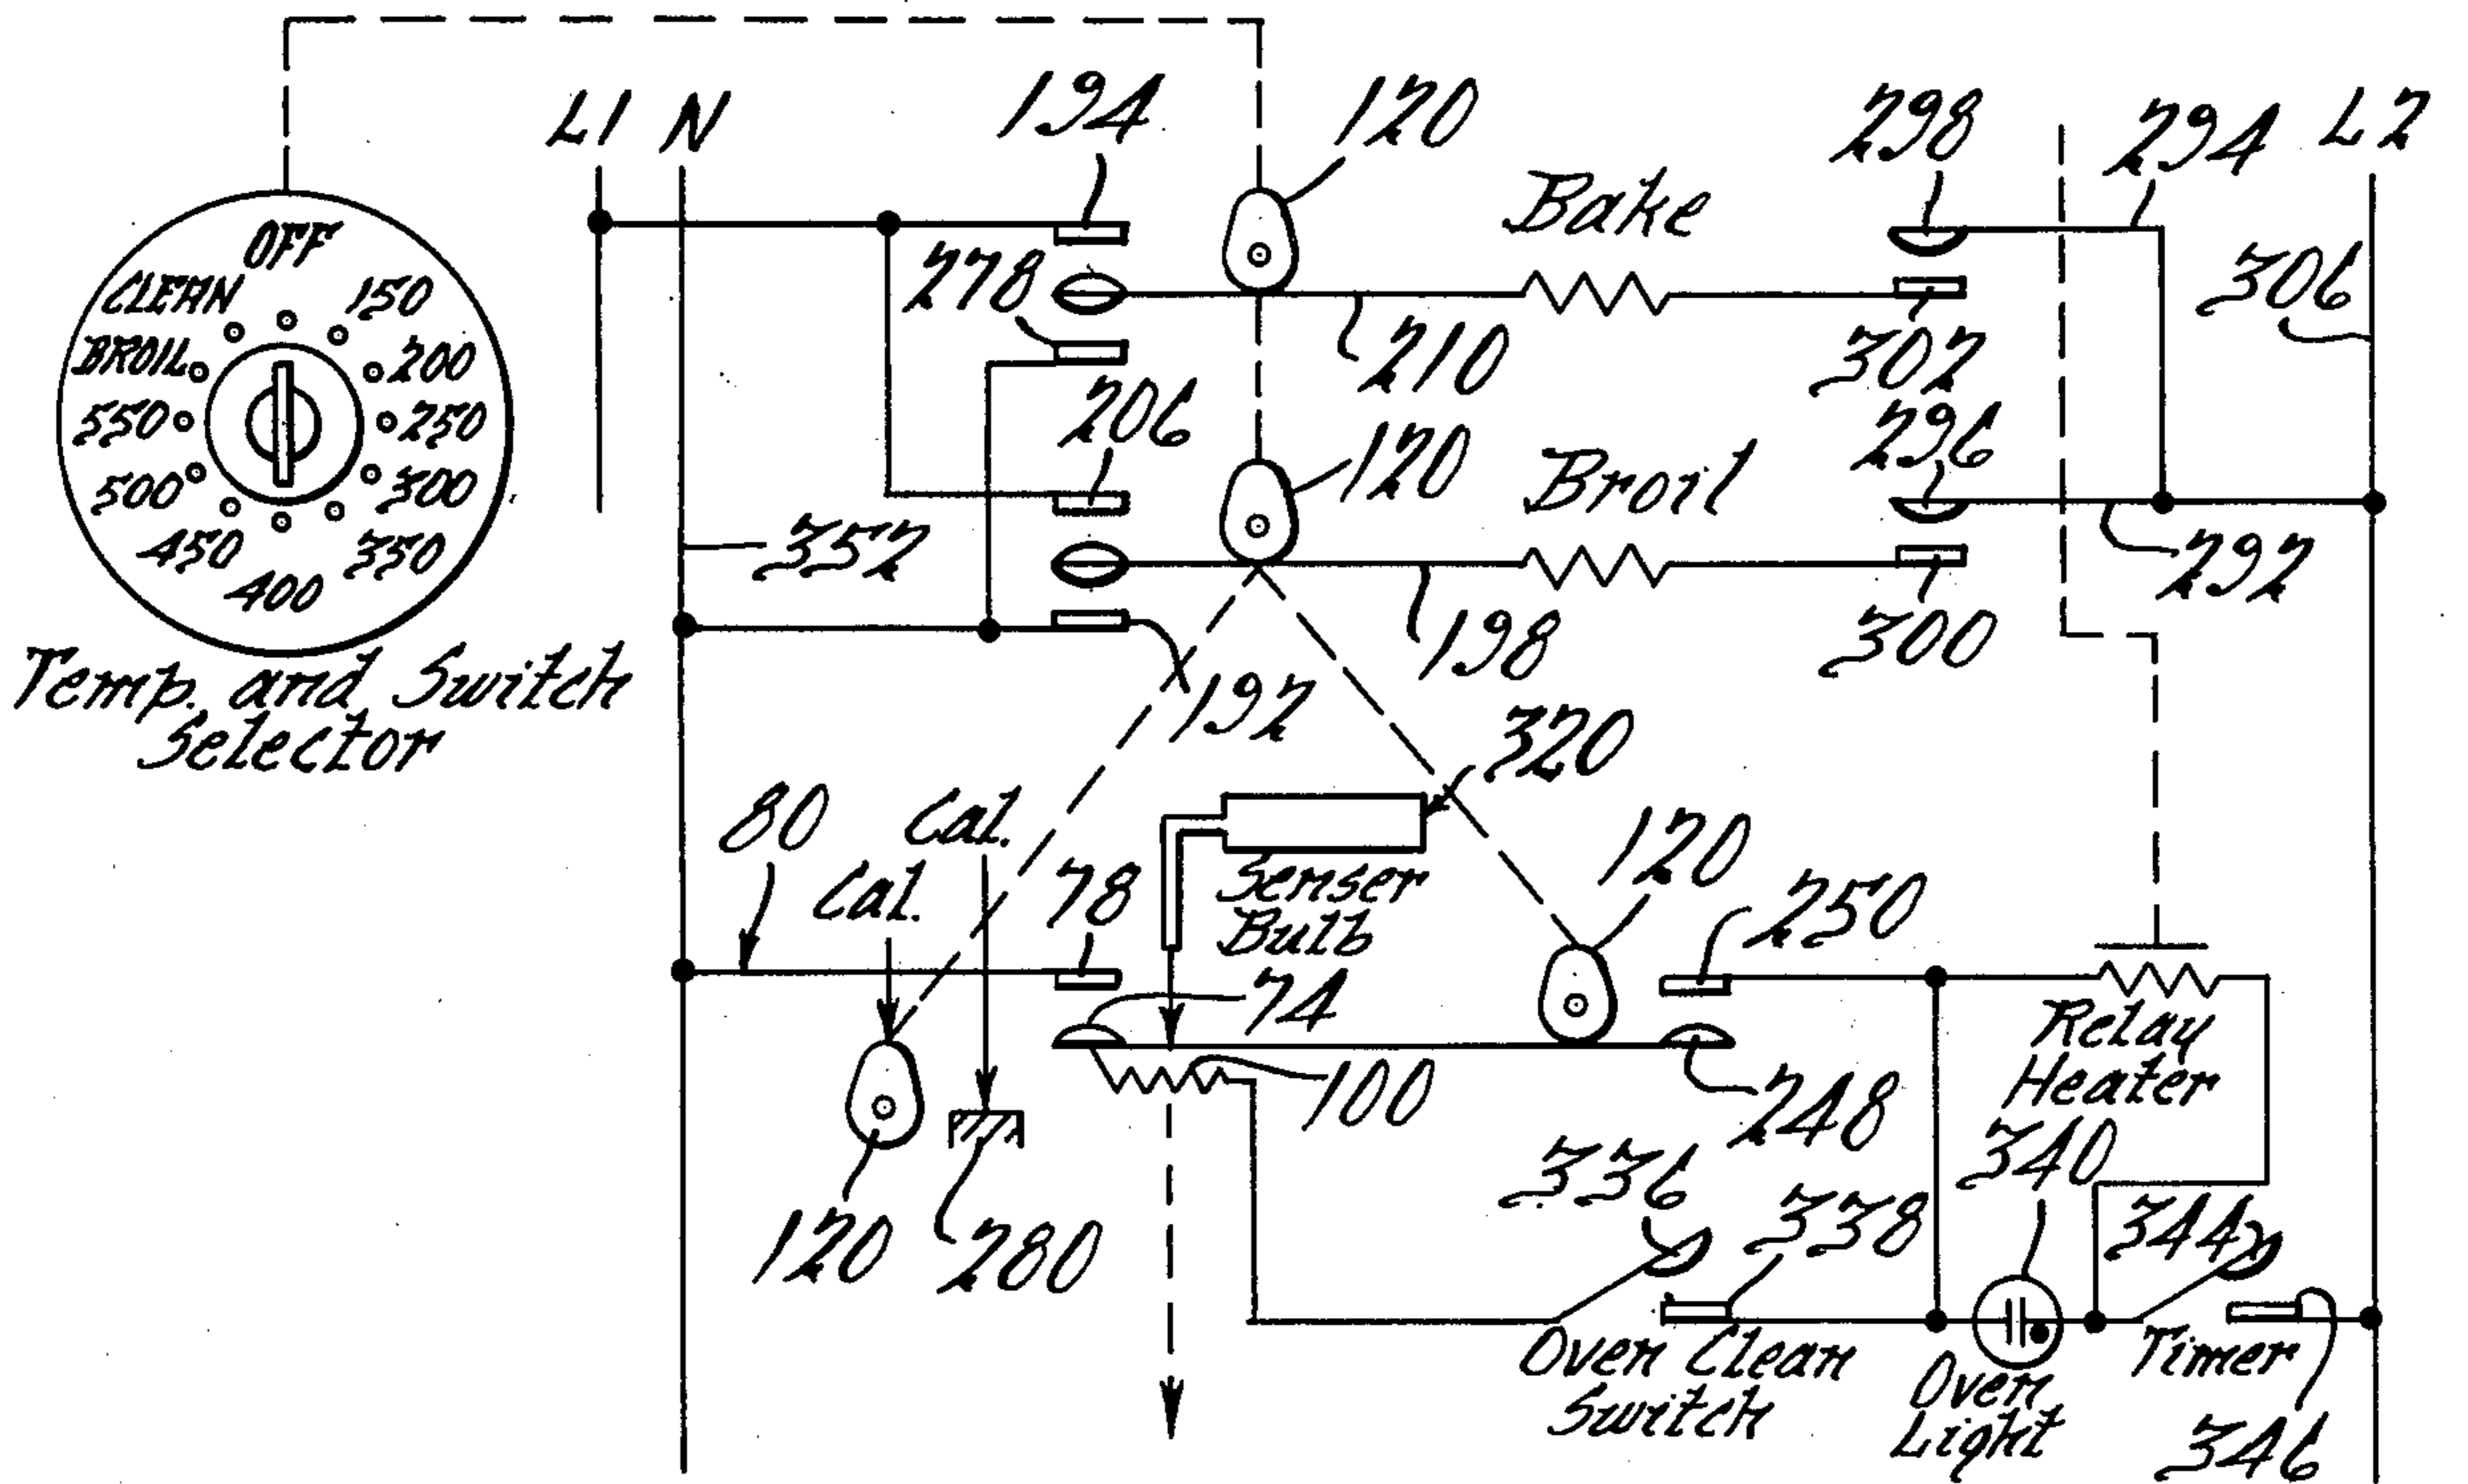 L1 N 194 120 298 294 L2
OFF
CLEAN 150
BROIL 200
550 250
500 300
450 350
400
Temp. and Switch
Selector
278
Bake
210
302
306
206
120
Broil
296
352
192
198
300
292
80
Cal.
Cal.
78
320
Senser
Bulb
74
120
250
100
248
Relay
Heater
120
280
336
338
340
344
Oven Clean
Switch
Oven
Light
Timer
346